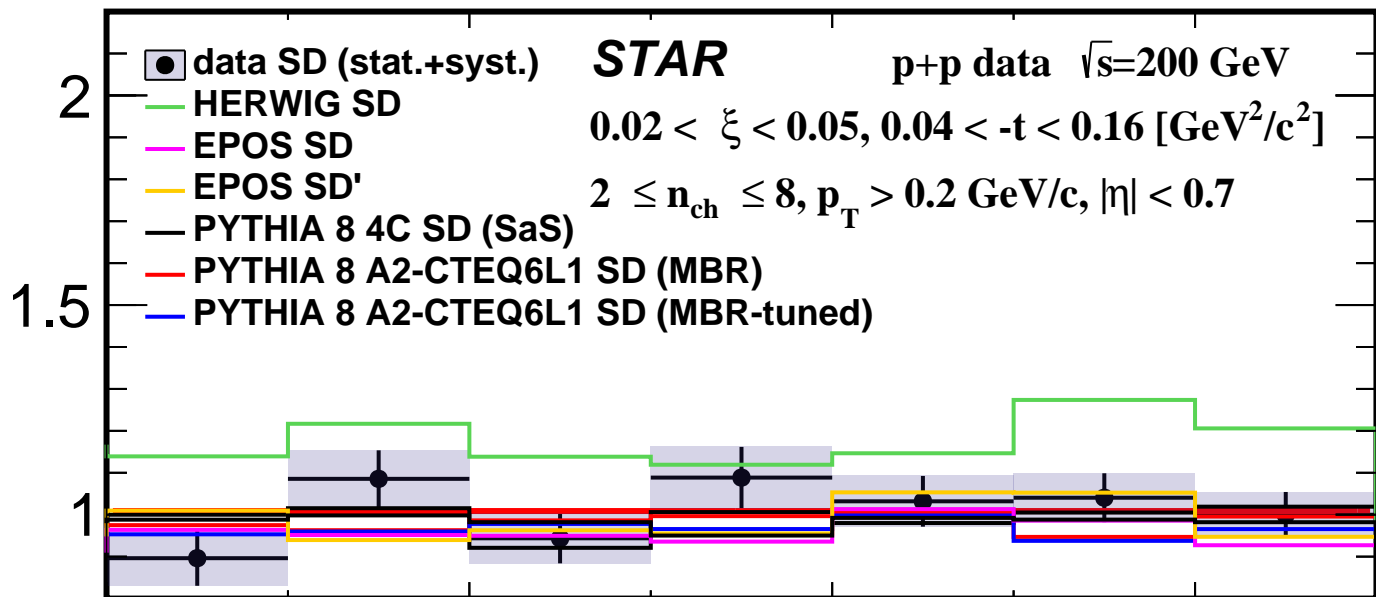 data SD (stat.+syst.)
HERWIG SD
EPOS SD
EPOS SD'
PYTHIA 8 4C SD (SaS)
PYTHIA 8 A2-CTEQ6L1 SD (MBR)
PYTHIA 8 A2-CTEQ6L1 SD (MBR-tuned)
STAR p+p data √s=200 GeV
0.02 < ξ < 0.05, 0.04 < -t < 0.16 [GeV²/c²]
2 ≤ n_ch ≤ 8, p_T > 0.2 GeV/c, |η| < 0.7
2
1.5
1